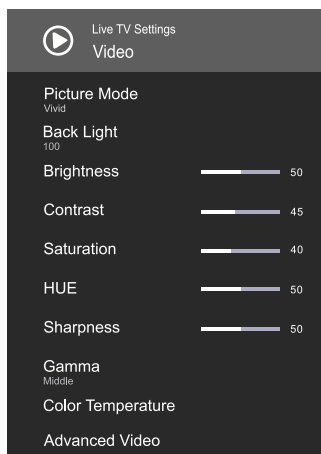 Live TV Settings
Video
Picture Mode
Vivid
Back Light
100
Brightness 50
Contrast 45
Saturation 40
HUE 50
Sharpness 50
Gamma
Middle
Color Temperature
Advanced Video